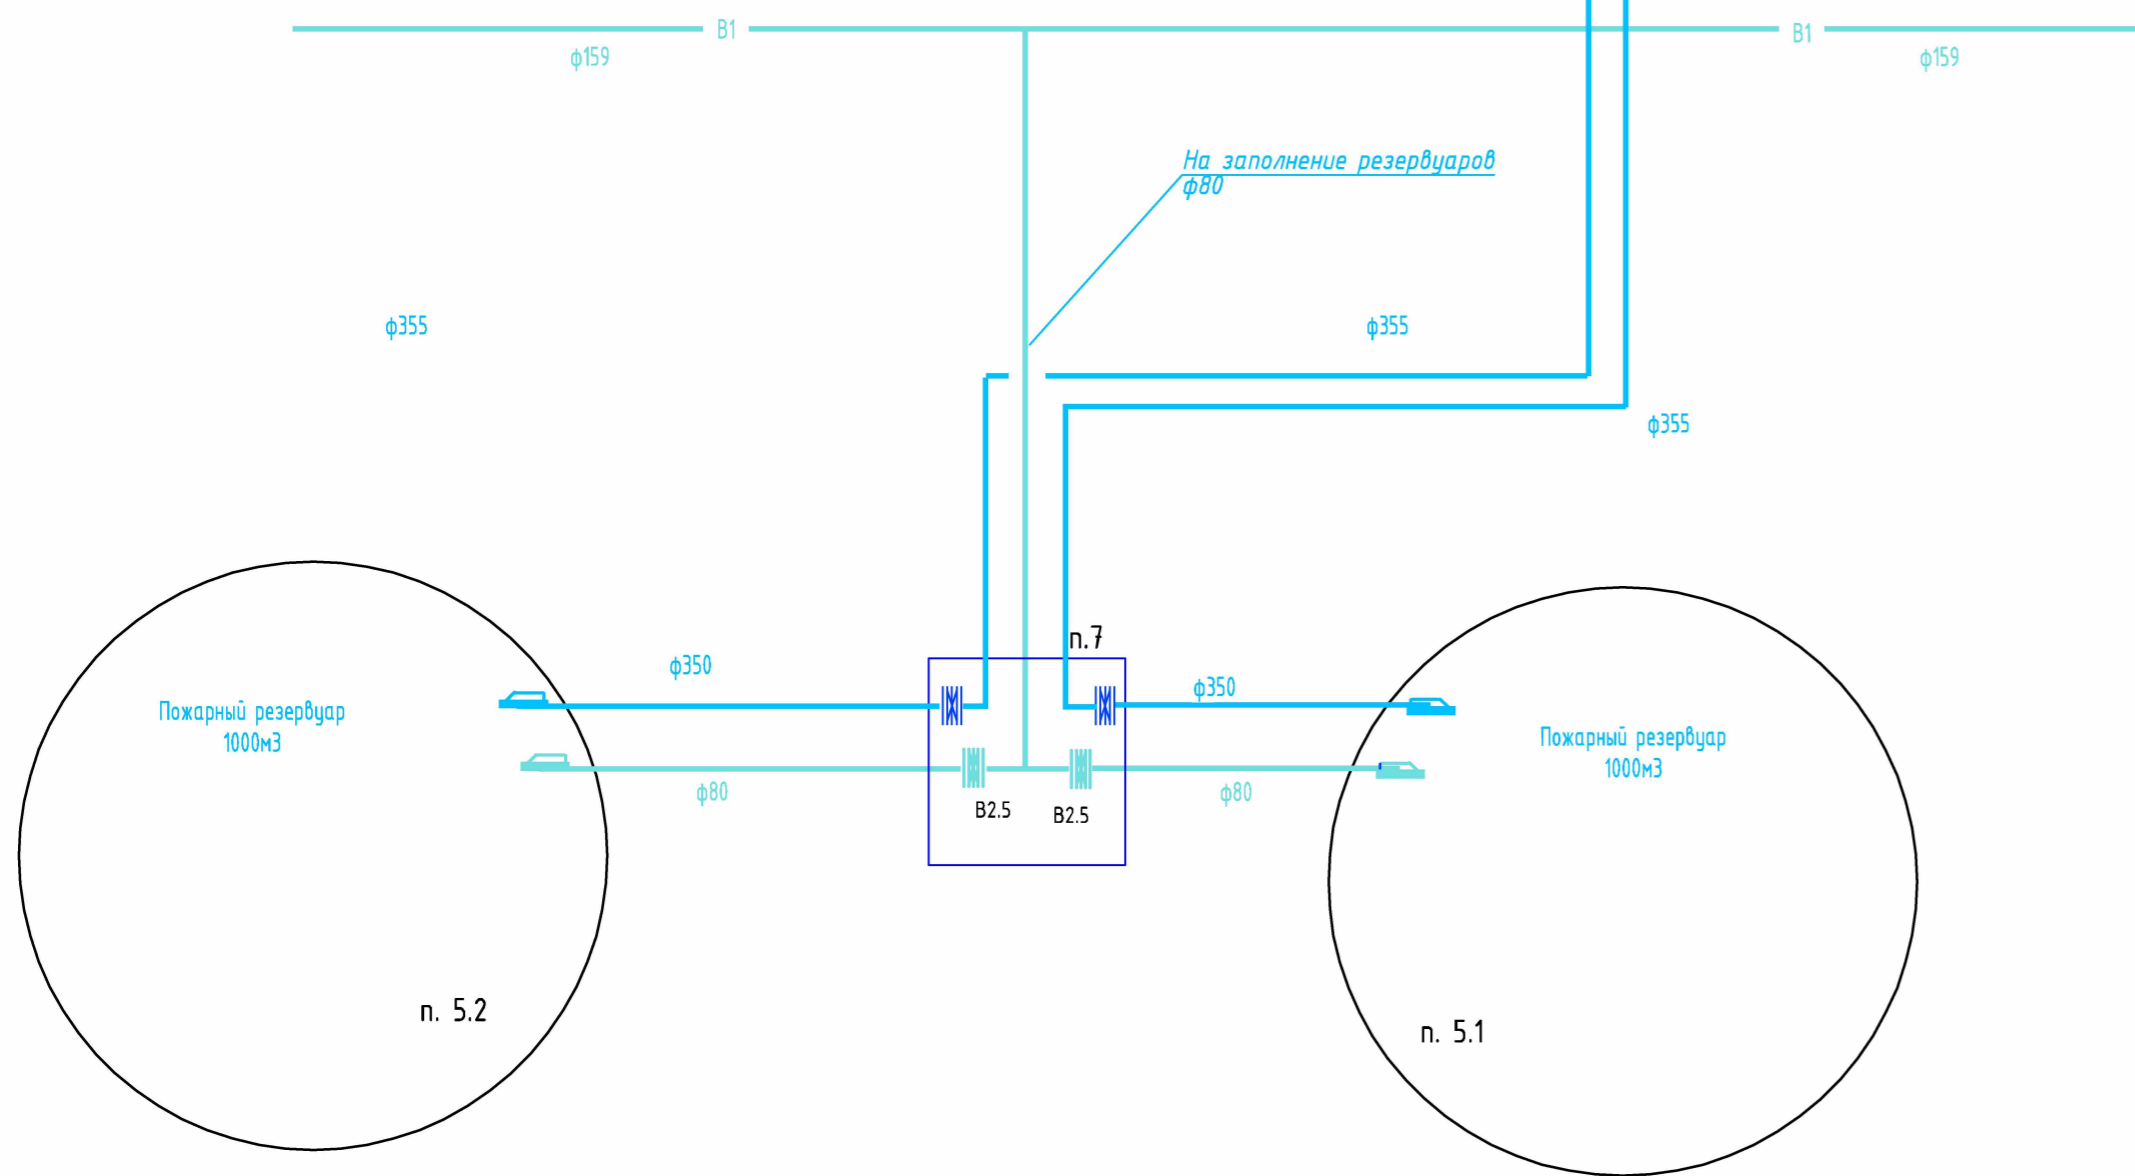 В1
В1
ф159
ф159
На заполнение резервуаров
ф80
ф355
ф355
ф355
п.7
ф350
ф350
Пожарный резервуар
1000м3
Пожарный резервуар
1000м3
ф80
ф80
В2.5
В2.5
п. 5.2
п. 5.1